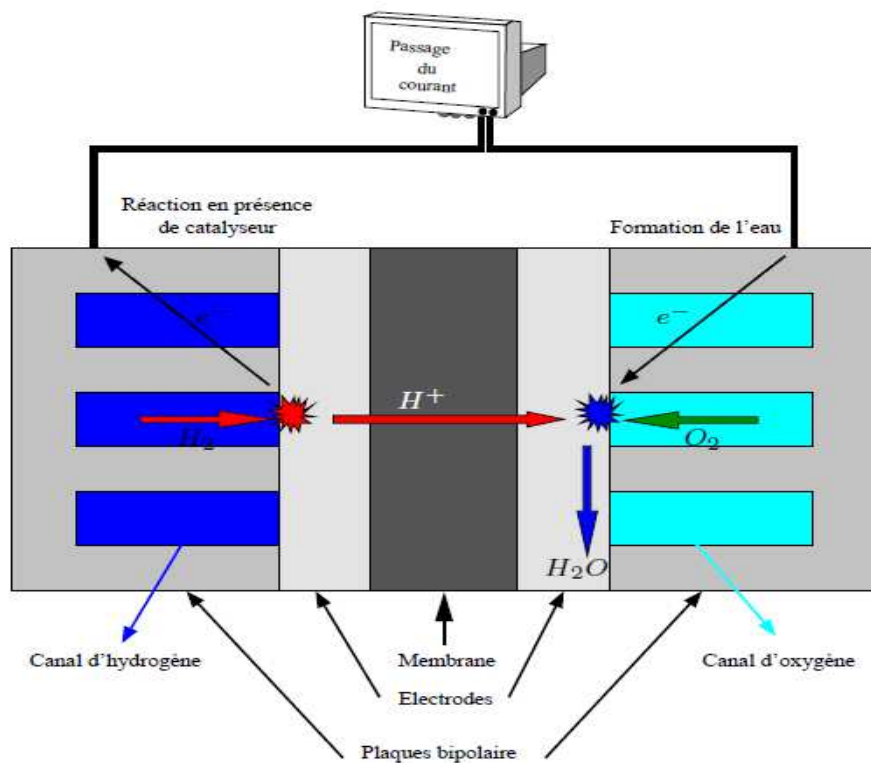 Passage
du
courant
Réaction en présence
de catalyseur
Formation de l'eau
e−
e−
H+
H2
O2
H2O
Canal d'hydrogène
Membrane
Canal d'oxygène
Electrodes
Plaques bipolaire